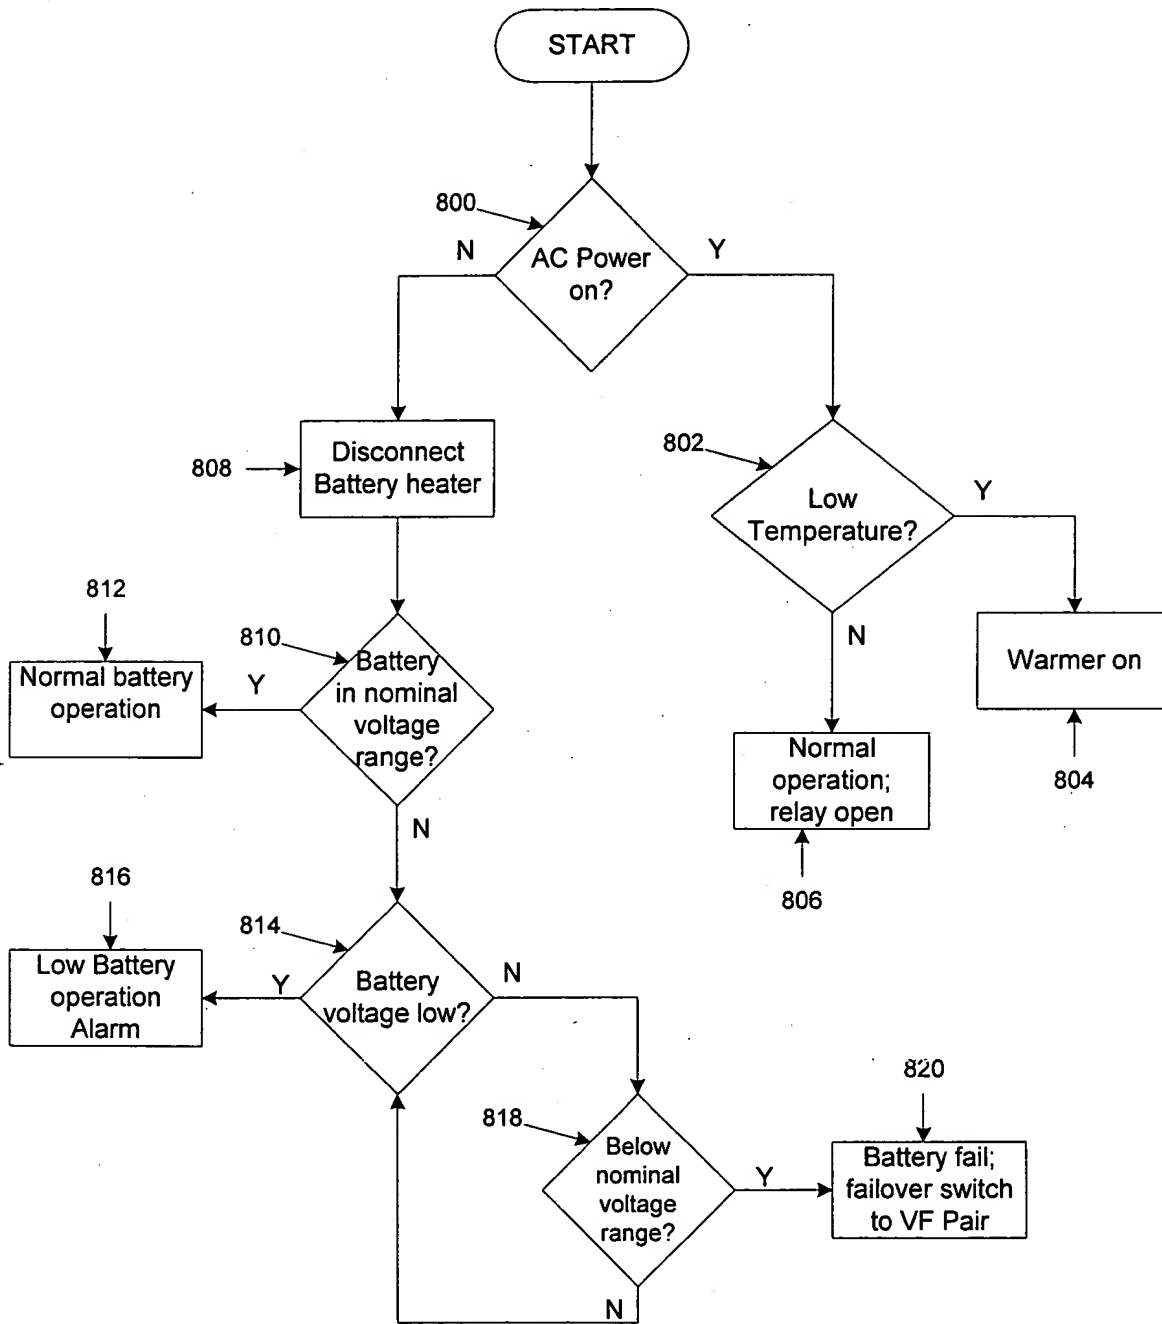 START
800
N
Y
AC Power
on?
808
Disconnect
Battery heater
802
Low
Temperature?
Y
N
812
810
Normal battery
operation
Y
Battery
in nominal
voltage
range?
N
Warmer on
804
Normal
operation;
relay open
806
816
814
Low Battery
operation
Alarm
Y
Battery
voltage low?
N
818
Below
nominal
voltage
range?
Y
N
820
Battery fail;
failover switch
to VF Pair